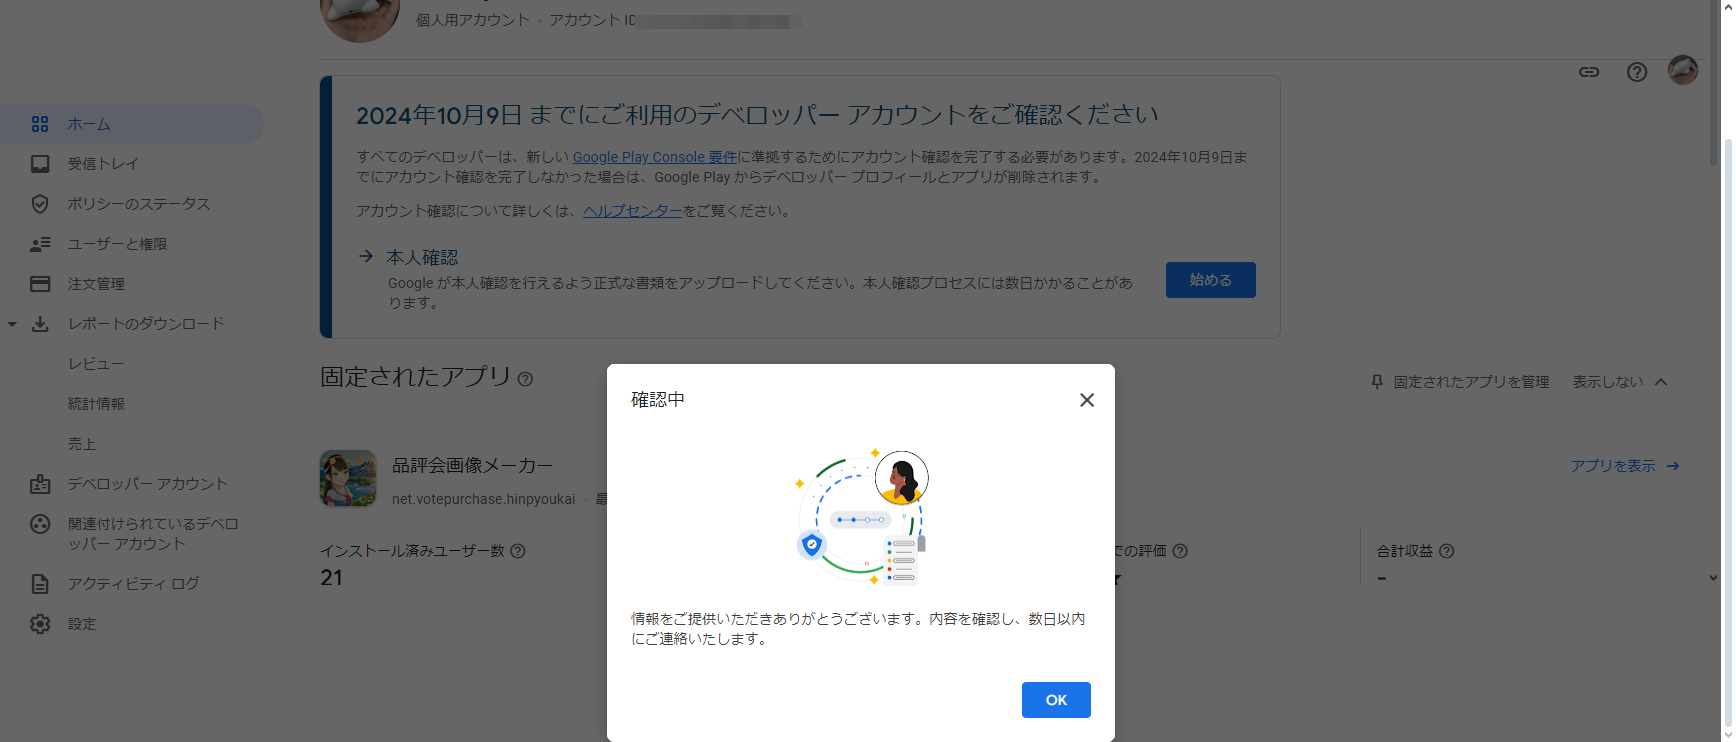 個人用アカウント • アカウント ID
2024年10月9日 までにご利用のデベロッパー アカウントをご確認ください
ホーム
すべてのデベロッパーは、新しい Google Play Console 要件に準拠するためにアカウント確認を完了する必要があります。2024年10月9日ま
でにアカウント確認を完了しなかった場合は、Google Play からデベロッパー プロフィールとアプリが削除されます。
受信トレイ
ポリシーのステータス
アカウント確認について詳しくは、ヘルプセンターをご覧ください。
ユーザーと権限
本人確認
Google が本人確認を行えるよう正式な書類をアップロードしてください。本人確認プロセスには数日かかることがあ
ります。
始める
注文管理
レポートのダウンロード
レビュー
統計情報
売上
デベロッパー アカウント
関連付けられているデベロ
ッパー アカウント
アクティビティ ログ
設定
固定されたアプリ
固定されたアプリを管理
表示しない
品評会画像メーカー
net.votepurchase.hinpyoukai • 最
アプリを表示
インストール済みユーザー数
21
での評価
合計収益
-
確認中
情報をご提供いただきありがとうございます。内容を確認し、数日以内
にご連絡いたします。
OK